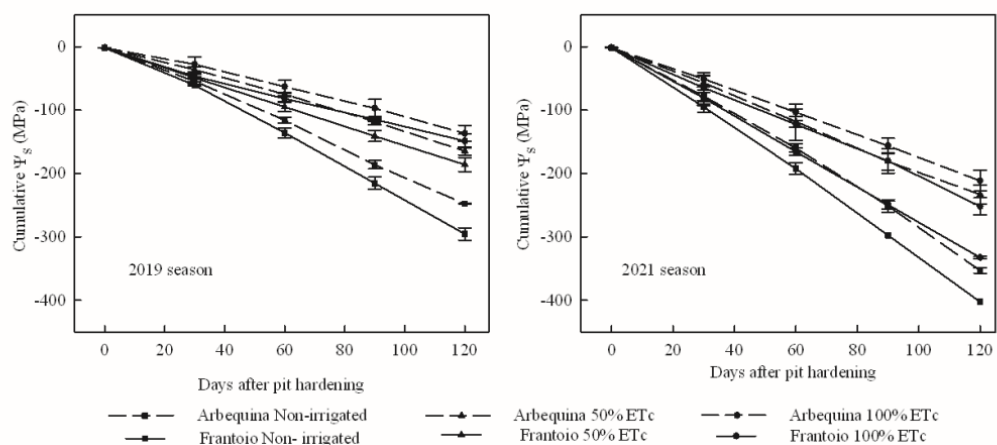 0
-100
-200
-300
-400
Cumulative Ψs (MPa)
2019 season
0 20 40 60 80 100 120
Days after pit hardening
0
-100
-200
-300
-400
Cumulative Ψs (MPa)
2021 season
0 20 40 60 80 100 120
Days after pit hardening
Arbequina Non-irrigated Arbequina 50% ETc Arbequina 100% ETc
Frantoio Non- irrigated Frantoio 50% ETc Frantoio 100% ETc